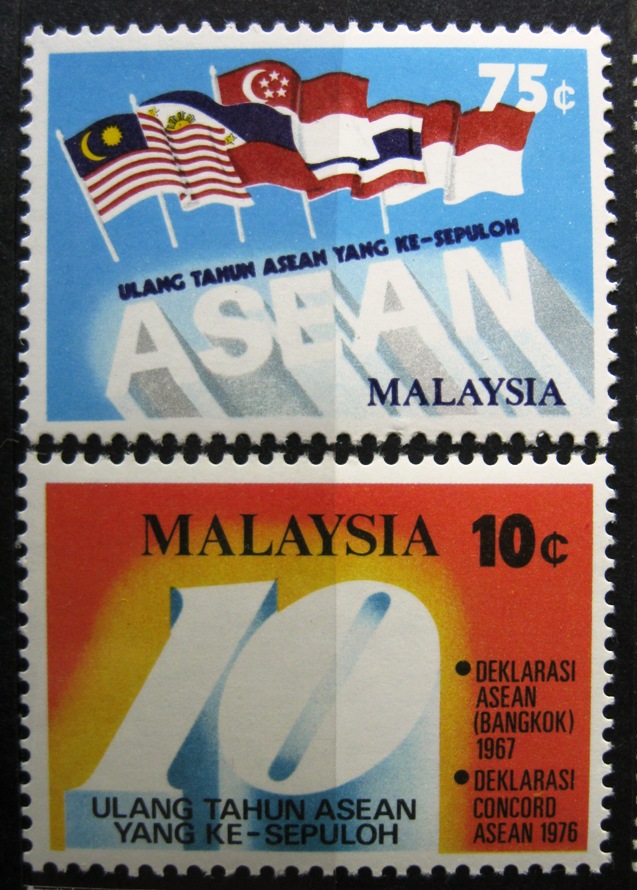 75¢
ULANG TAHUN ASEAN YANG KE-SEPULOH
ASEAN
MALAYSIA
MALAYSIA 10¢
10
DEKLARASI
ASEAN
(BANGKOK)
1967
DEKLARASI
CONCORD
ASEAN 1976
ULANG TAHUN ASEAN
YANG KE-SEPULOH